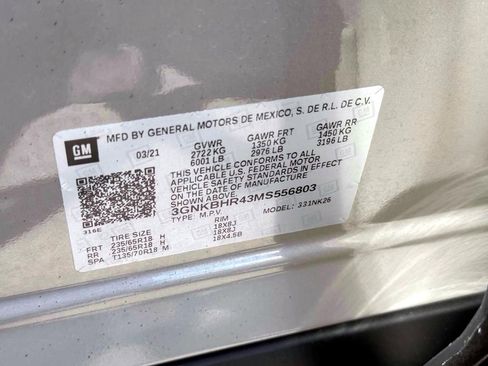 GM
MFD BY GENERAL MOTORS DE MEXICO, S. DE R.L. DE C.V.
03/21 GVWR GAWR FRT GAWR RR
2722 KG 1350 KG 1450 KG
6001 LB 2976 LB 3196 LB
THIS VEHICLE CONFORMS TO ALL
APPLICABLE U.S. FEDERAL MOTOR
VEHICLE SAFETY STANDARDS IN EFFECT
ON THE DATE OF MANUFACTURE
3GNKBHR43MS556803
TYPE: M.P.V. MODEL: 331NK26
316E
TIRE SIZE RIM
FRT 235/65R18 H 18X8J
RR 235/65R18 H 18X8J
SPA T135/70R18 M 18X4.5B